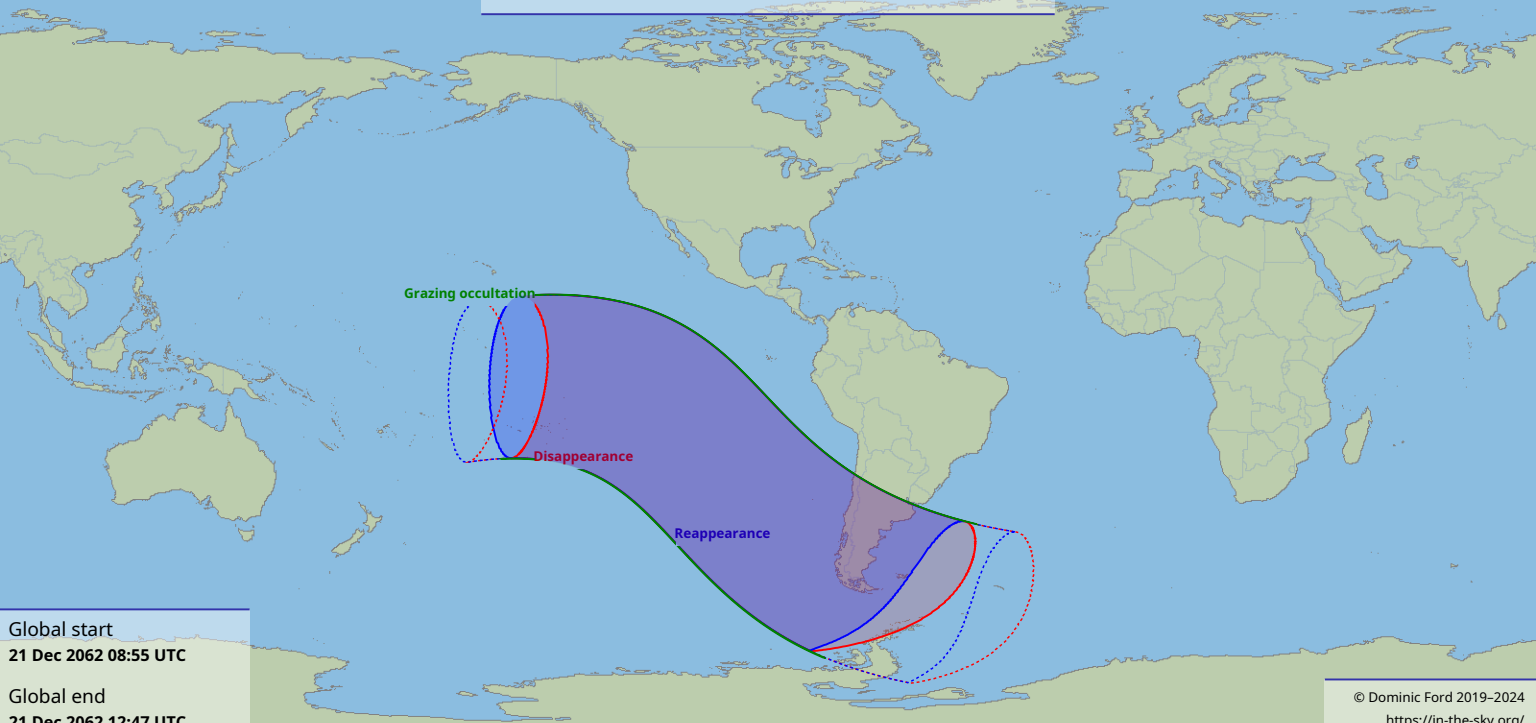 Grazing occultation
Disappearance
Reappearance
Global start
21 Dec 2062 08:55 UTC
Global end
21 Dec 2062 12:47 UTC
© Dominic Ford 2019–2024
https://in-the-sky.org/